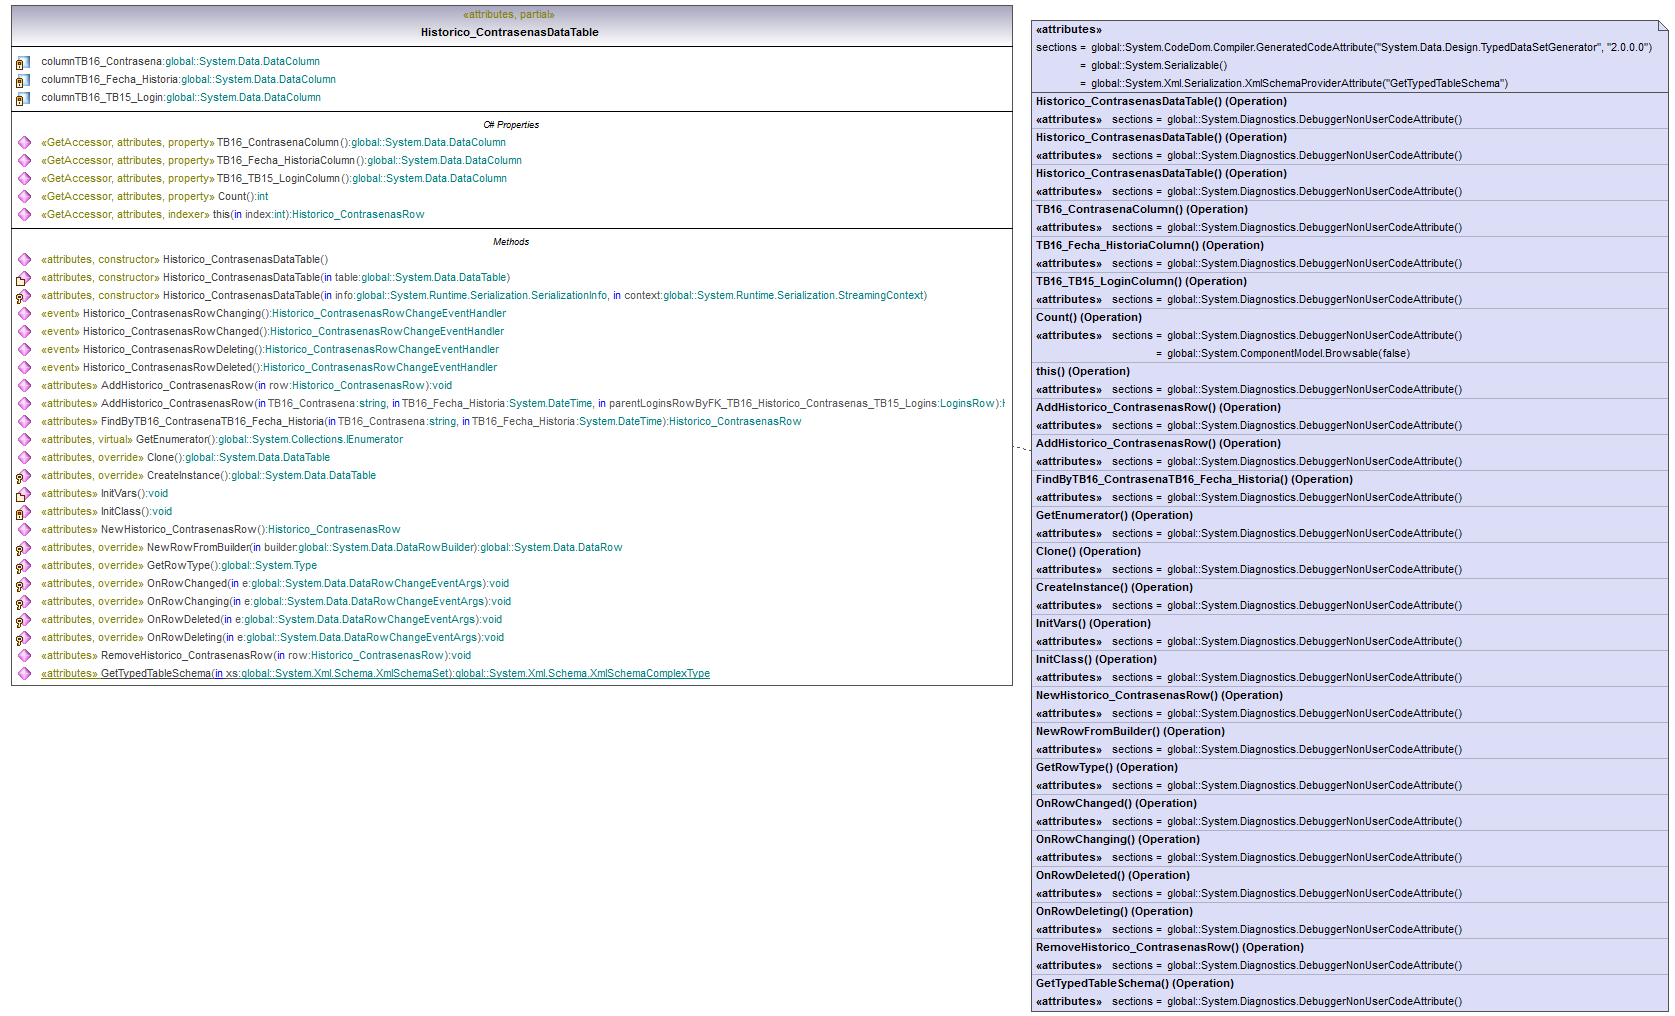 «attributes, partial»
Historico_ContrasenasDataTable
columnTB16_Contrasena:global::System.Data.DataColumn
columnTB16_Fecha_Historia:global::System.Data.DataColumn
columnTB16_TB15_Login:global::System.Data.DataColumn
C# Properties
«GetAccessor, attributes, property» TB16_ContrasenaColumn():global::System.Data.DataColumn
«GetAccessor, attributes, property» TB16_Fecha_HistoriaColumn():global::System.Data.DataColumn
«GetAccessor, attributes, property» TB16_TB15_LoginColumn():global::System.Data.DataColumn
«GetAccessor, attributes, property» Count():int
«GetAccessor, attributes, indexer» this(in index:int):Historico_ContrasenasRow
Methods
«attributes, constructor» Historico_ContrasenasDataTable()
«attributes, constructor» Historico_ContrasenasDataTable(in table:global::System.Data.DataTable)
«attributes, constructor» Historico_ContrasenasDataTable(in info:global::System.Runtime.Serialization.SerializationInfo, in context:global::System.Runtime.Serialization.StreamingContext)
«event» Historico_ContrasenasRowChanging():Historico_ContrasenasRowChangeEventHandler
«event» Historico_ContrasenasRowChanged():Historico_ContrasenasRowChangeEventHandler
«event» Historico_ContrasenasRowDeleting():Historico_ContrasenasRowChangeEventHandler
«event» Historico_ContrasenasRowDeleted():Historico_ContrasenasRowChangeEventHandler
«attributes» AddHistorico_ContrasenasRow(in row:Historico_ContrasenasRow):void
«attributes» AddHistorico_ContrasenasRow(in TB16_Contrasena:string, in TB16_Fecha_Historia:System.DateTime, in parentLoginsRowByFK_TB16_Historico_Contrasenas_TB15_Logins:LoginsRow):
«attributes» FindByTB16_ContrasenaTB16_Fecha_Historia(in TB16_Contrasena:string, in TB16_Fecha_Historia:System.DateTime):Historico_ContrasenasRow
«attributes, virtual» GetEnumerator():global::System.Collections.IEnumerator
«attributes, override» Clone():global::System.Data.DataTable
«attributes, override» CreateInstance():global::System.Data.DataTable
«attributes» InitVars():void
«attributes» InitClass():void
«attributes» NewHistorico_ContrasenasRow():Historico_ContrasenasRow
«attributes, override» NewRowFromBuilder(in builder:global::System.Data.DataRowBuilder):global::System.Data.DataRow
«attributes, override» GetRowType():global::System.Type
«attributes, override» OnRowChanged(in e:global::System.Data.DataRowChangeEventArgs):void
«attributes, override» OnRowChanging(in e:global::System.Data.DataRowChangeEventArgs):void
«attributes, override» OnRowDeleted(in e:global::System.Data.DataRowChangeEventArgs):void
«attributes, override» OnRowDeleting(in e:global::System.Data.DataRowChangeEventArgs):void
«attributes» RemoveHistorico_ContrasenasRow(in row:Historico_ContrasenasRow):void
«attributes» GetTypedTableSchema(in xs:global::System.Xml.Schema.XmlSchemaSet):global::System.Xml.Schema.XmlSchemaComplexType
«attributes»
sections = global::System.CodeDom.Compiler.GeneratedCodeAttribute("System.Data.Design.TypedDataSetGenerator", "2.0.0.0")
= global::System.Serializable()
= global::System.Xml.Serialization.XmlSchemaProviderAttribute("GetTypedTableSchema")
Historico_ContrasenasDataTable() (Operation)
«attributes» sections = global::System.Diagnostics.DebuggerNonUserCodeAttribute()
Historico_ContrasenasDataTable() (Operation)
«attributes» sections = global::System.Diagnostics.DebuggerNonUserCodeAttribute()
Historico_ContrasenasDataTable() (Operation)
«attributes» sections = global::System.Diagnostics.DebuggerNonUserCodeAttribute()
TB16_ContrasenaColumn() (Operation)
«attributes» sections = global::System.Diagnostics.DebuggerNonUserCodeAttribute()
TB16_Fecha_HistoriaColumn() (Operation)
«attributes» sections = global::System.Diagnostics.DebuggerNonUserCodeAttribute()
TB16_TB15_LoginColumn() (Operation)
«attributes» sections = global::System.Diagnostics.DebuggerNonUserCodeAttribute()
Count() (Operation)
«attributes» sections = global::System.Diagnostics.DebuggerNonUserCodeAttribute()
= global::System.ComponentModel.Browsable(false)
this() (Operation)
«attributes» sections = global::System.Diagnostics.DebuggerNonUserCodeAttribute()
AddHistorico_ContrasenasRow() (Operation)
«attributes» sections = global::System.Diagnostics.DebuggerNonUserCodeAttribute()
AddHistorico_ContrasenasRow() (Operation)
«attributes» sections = global::System.Diagnostics.DebuggerNonUserCodeAttribute()
FindByTB16_ContrasenaTB16_Fecha_Historia() (Operation)
«attributes» sections = global::System.Diagnostics.DebuggerNonUserCodeAttribute()
GetEnumerator() (Operation)
«attributes» sections = global::System.Diagnostics.DebuggerNonUserCodeAttribute()
Clone() (Operation)
«attributes» sections = global::System.Diagnostics.DebuggerNonUserCodeAttribute()
CreateInstance() (Operation)
«attributes» sections = global::System.Diagnostics.DebuggerNonUserCodeAttribute()
InitVars() (Operation)
«attributes» sections = global::System.Diagnostics.DebuggerNonUserCodeAttribute()
InitClass() (Operation)
«attributes» sections = global::System.Diagnostics.DebuggerNonUserCodeAttribute()
NewHistorico_ContrasenasRow() (Operation)
«attributes» sections = global::System.Diagnostics.DebuggerNonUserCodeAttribute()
NewRowFromBuilder() (Operation)
«attributes» sections = global::System.Diagnostics.DebuggerNonUserCodeAttribute()
GetRowType() (Operation)
«attributes» sections = global::System.Diagnostics.DebuggerNonUserCodeAttribute()
OnRowChanged() (Operation)
«attributes» sections = global::System.Diagnostics.DebuggerNonUserCodeAttribute()
OnRowChanging() (Operation)
«attributes» sections = global::System.Diagnostics.DebuggerNonUserCodeAttribute()
OnRowDeleted() (Operation)
«attributes» sections = global::System.Diagnostics.DebuggerNonUserCodeAttribute()
OnRowDeleting() (Operation)
«attributes» sections = global::System.Diagnostics.DebuggerNonUserCodeAttribute()
RemoveHistorico_ContrasenasRow() (Operation)
«attributes» sections = global::System.Diagnostics.DebuggerNonUserCodeAttribute()
GetTypedTableSchema() (Operation)
«attributes» sections = global::System.Diagnostics.DebuggerNonUserCodeAttribute()